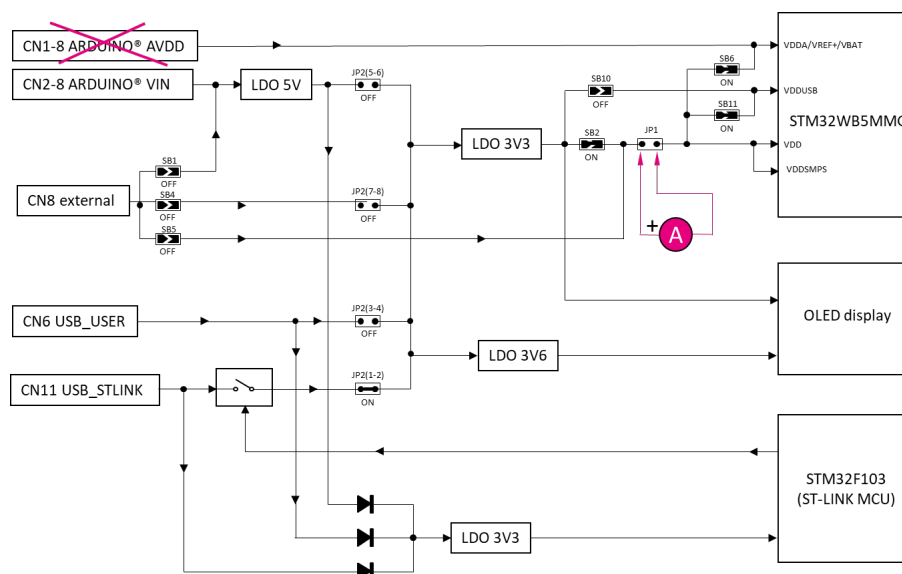 CN1-8 ARDUINO® AVDD
CN2-8 ARDUINO® VIN
LDO 5V
JP2(5-6)
OFF
SB10
OFF
SB6
ON
VDDA/VREF+/VBAT
VDDUSB
SB11
ON
STM32WB5MMG
SB1
OFF
LDO 3V3
SB2
ON
JP1
VDD
VDDSMPS
CN8 external
SB4
OFF
JP2(7-8)
OFF
SB5
OFF
+
A
CN6 USB_USER
JP2(3-4)
OFF
OLED display
LDO 3V6
CN11 USB_STLINK
JP2(1-2)
ON
STM32F103
(ST-LINK MCU)
LDO 3V3